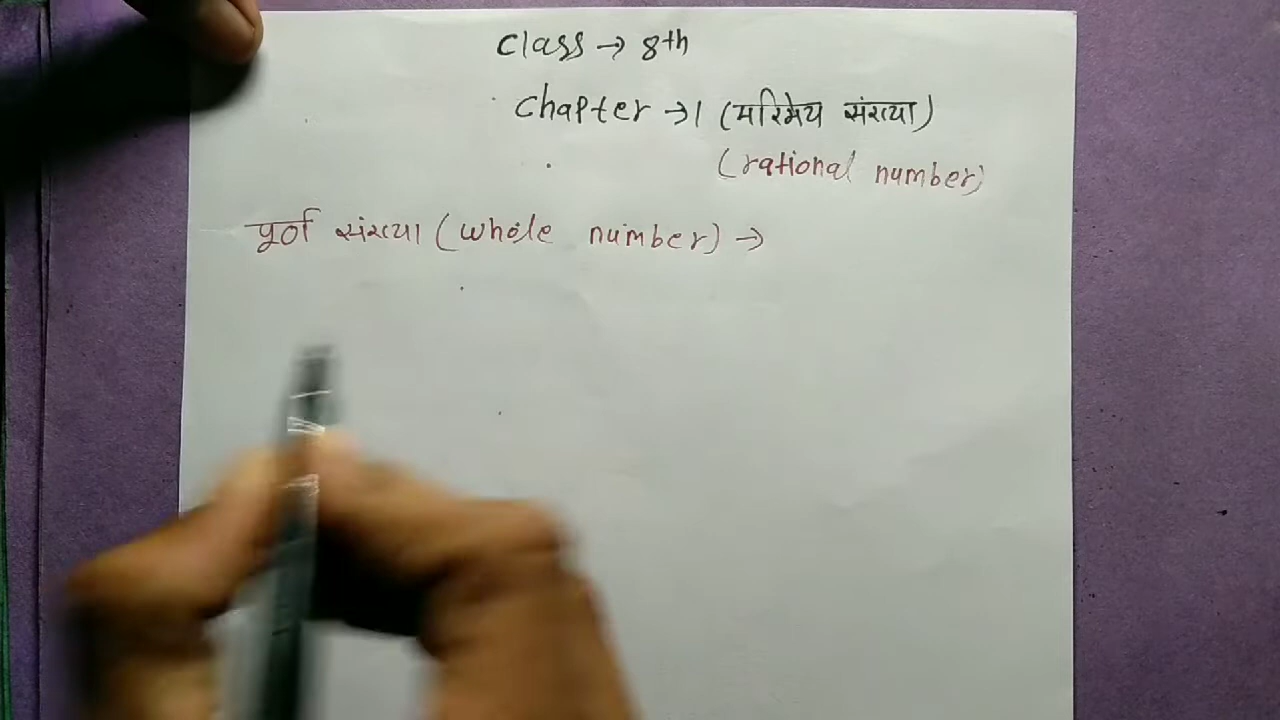 class → 8th
chapter → 1 (परिमेय संख्या)
(rational number)
पूर्ण संख्या (whole number) →